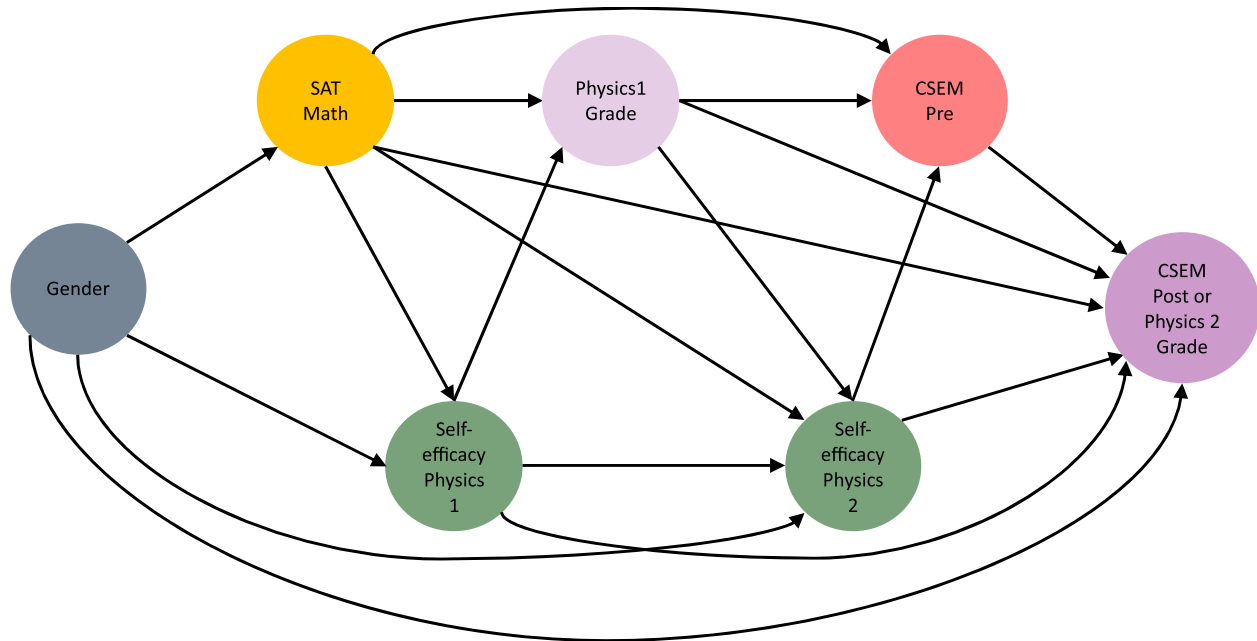 SAT
Math
Physics1
Grade
CSEM
Pre
Gender
CSEM
Post or
Physics 2
Grade
Self-
efficacy
Physics
1
Self-
efficacy
Physics
2